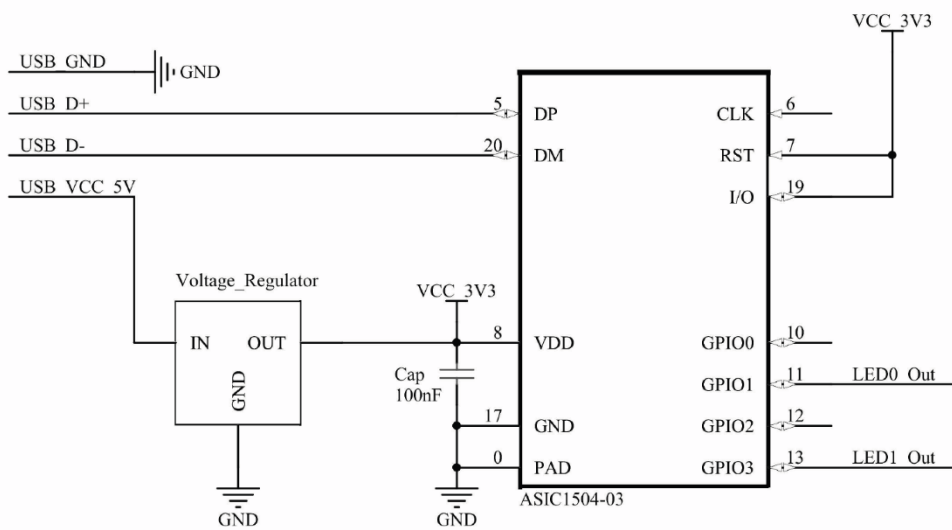 VCC_3V3
USB_GND
GND
USB_D+
5
DP
CLK
6
USB_D-
20
DM
RST
7
USB_VCC_5V
I/O
19
Voltage_Regulator
VCC_3V3
IN
OUT
GND
8
VDD
GPIO0
10
Cap
100nF
GPIO1
11
LED0_Out
17
GND
GPIO2
12
0
PAD
GPIO3
13
LED1_Out
ASIC1504-03
GND
GND